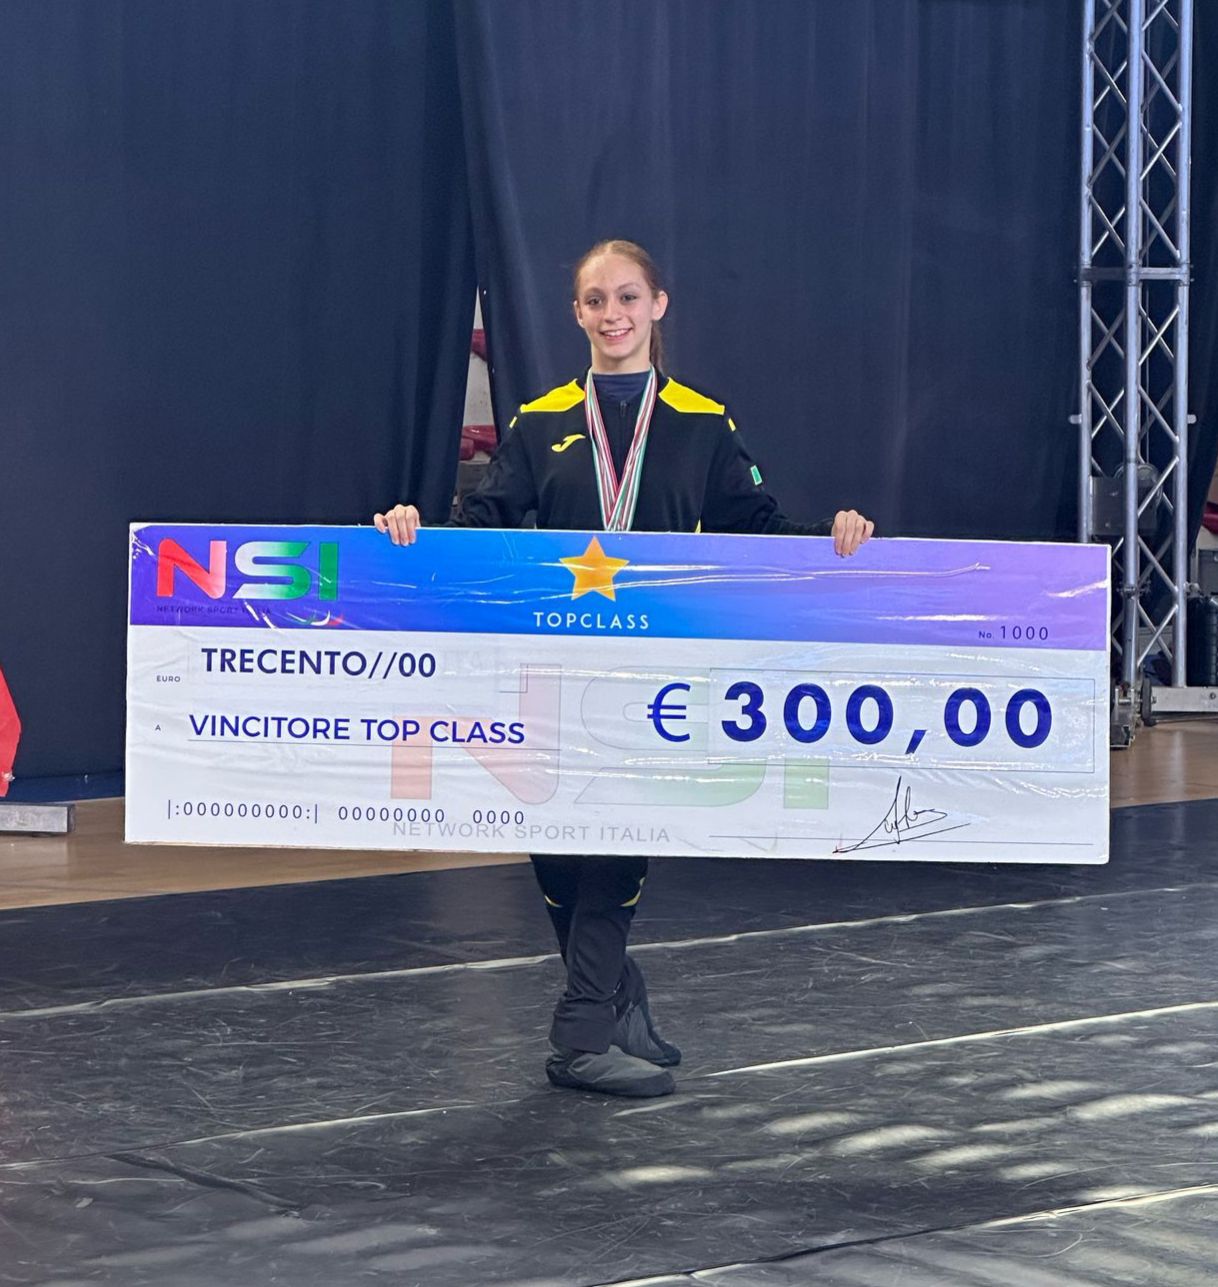 NSI
NETWORK SPORT ITALIA
TOPCLASS
No. 1000
EURO
TRECENTO//00
€ 300,00
A
VINCITORE TOP CLASS
|:000000000:| 00000000 0000
NETWORK SPORT ITALIA